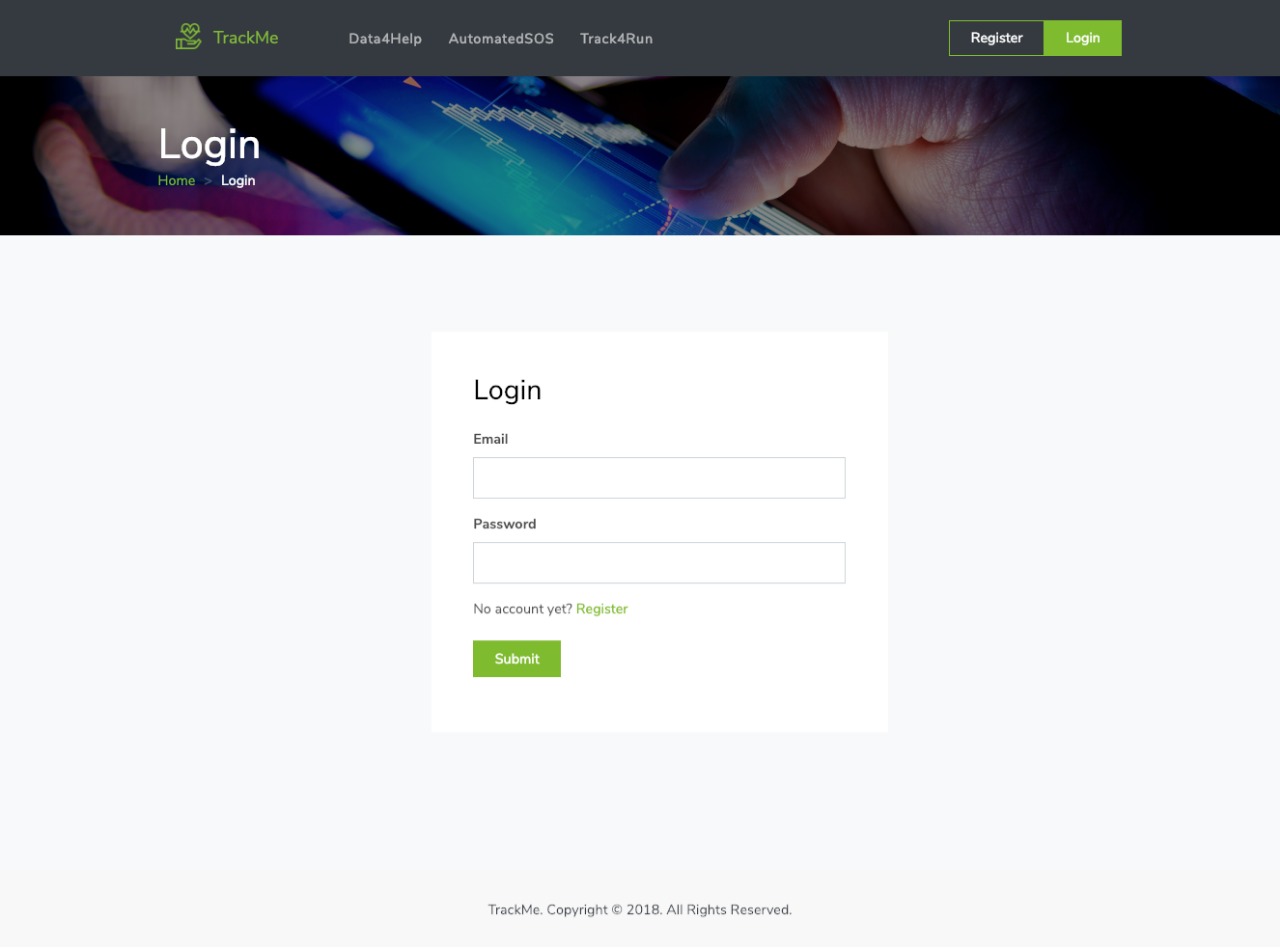 TrackMe Data4Help AutomatedSOS Track4Run Register Login
Login
Home > Login
Login
Email
Password
No account yet? Register
Submit
TrackMe. Copyright © 2018. All Rights Reserved.